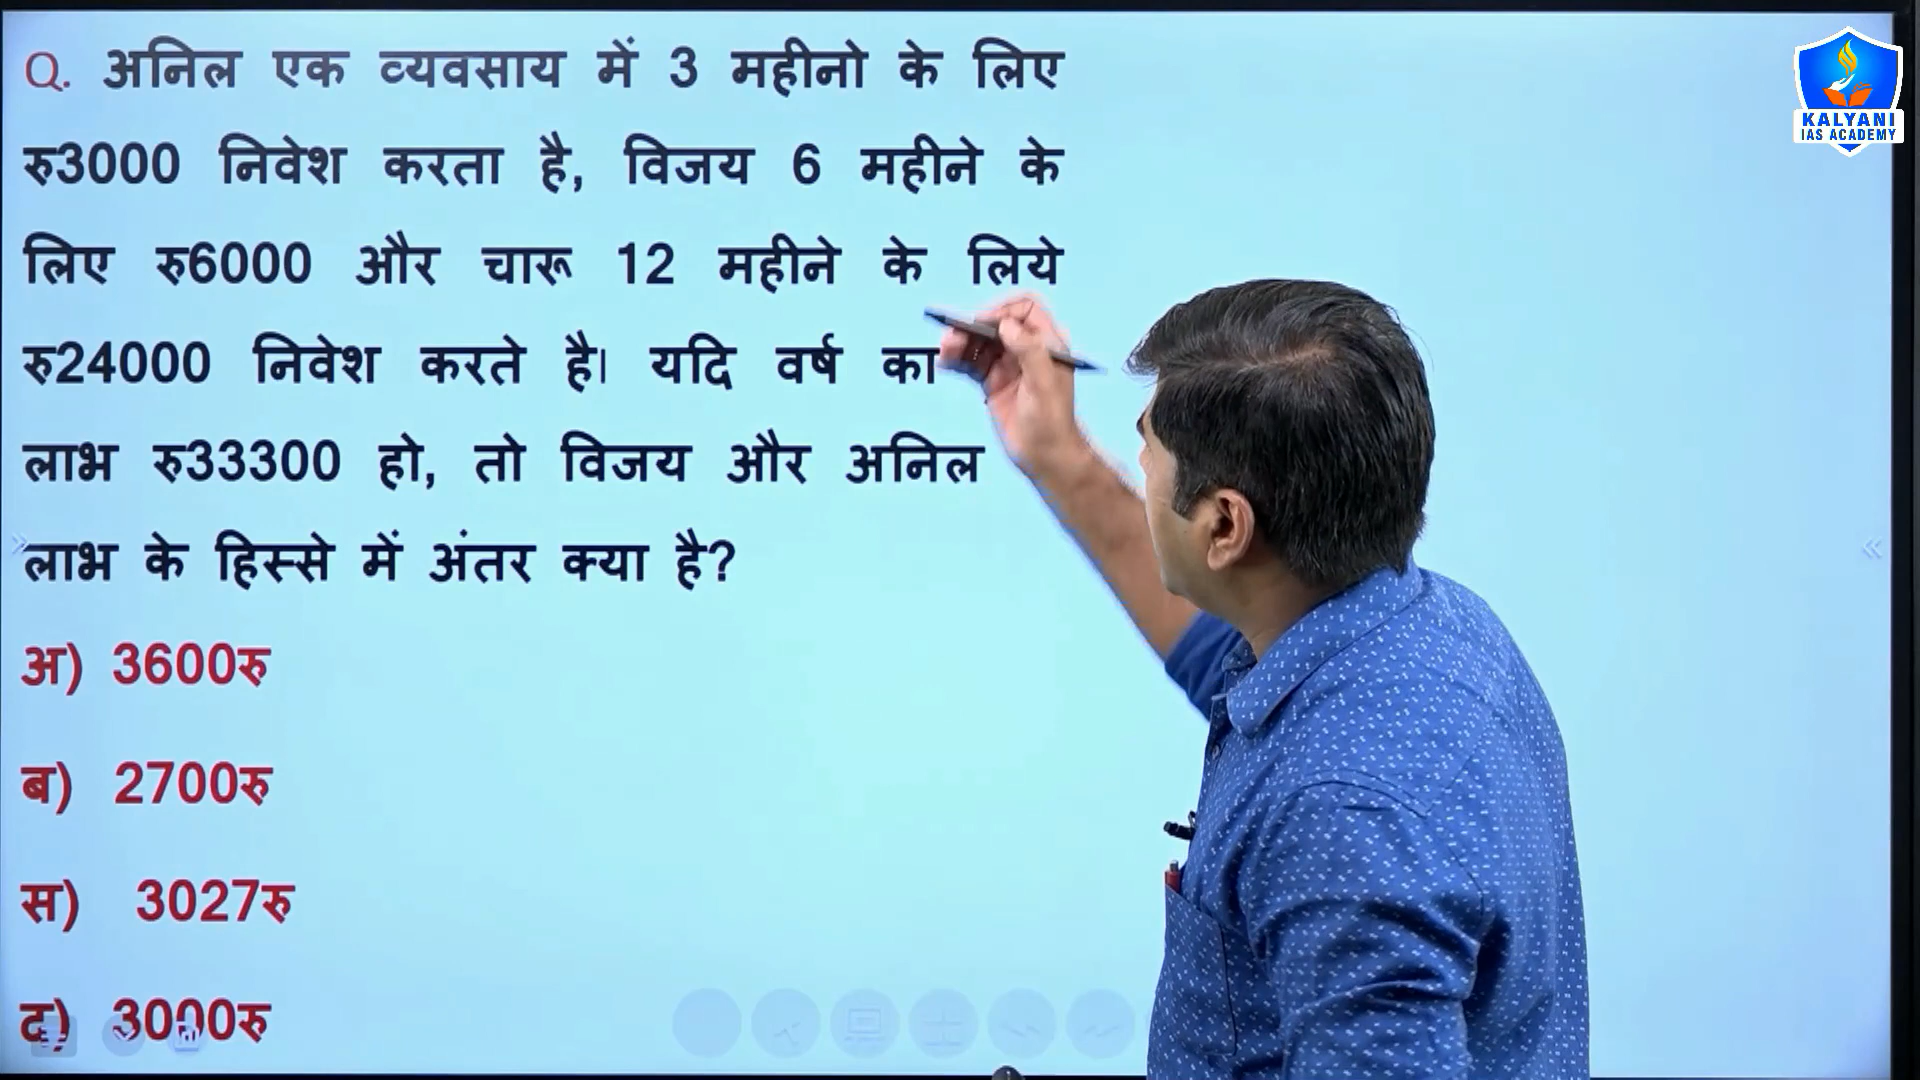 Q. अनिल एक व्यवसाय में 3 महीनो के लिए
रु3000 निवेश करता है, विजय 6 महीने के
लिए रु6000 और चारू 12 महीने के लिये
रु24000 निवेश करते है। यदि वर्ष का
लाभ रु33300 हो, तो विजय और अनिल
लाभ के हिस्से में अंतर क्या है?
अ) 3600रु
ब) 2700रु
स) 3027रु
द) 3000रु
KALYANI
IAS ACADEMY